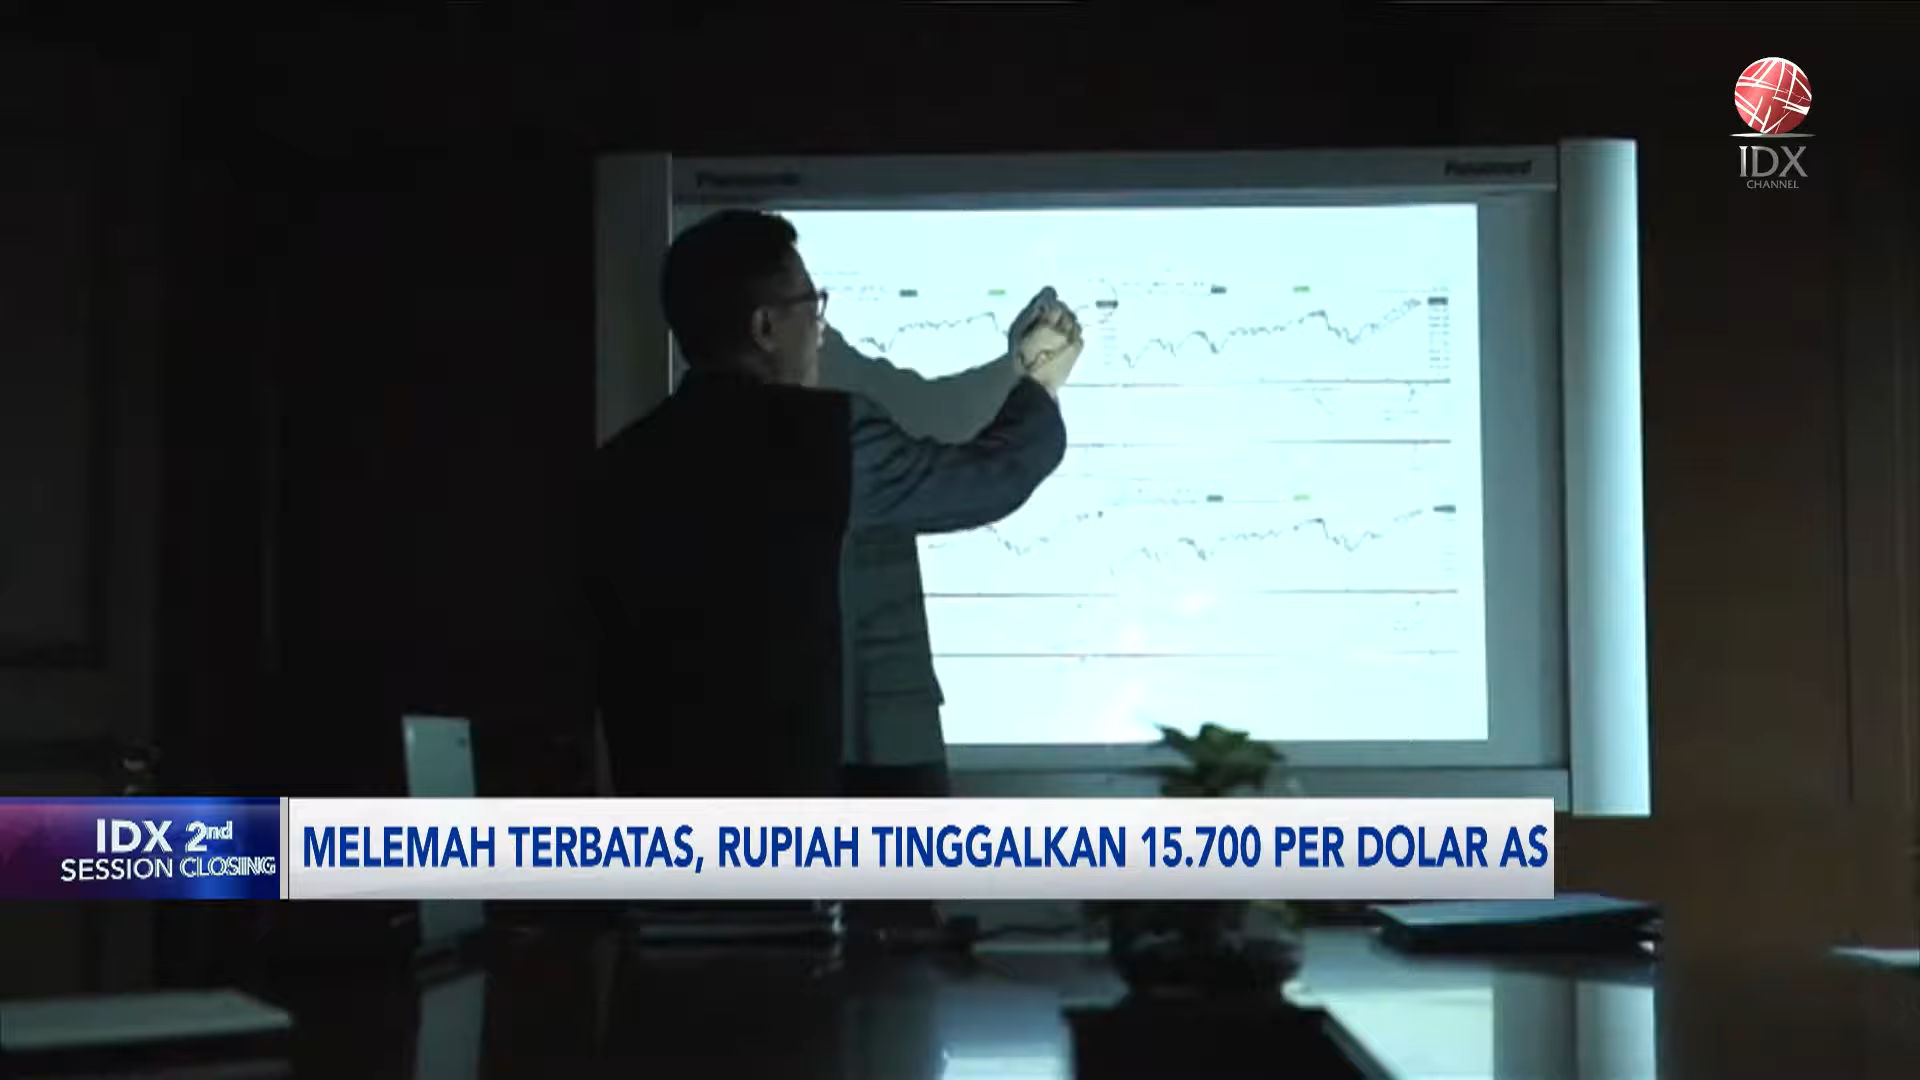 IDX
CHANNEL
IDX 2nd
SESSION CLOSING
MELEMAH TERBATAS, RUPIAH TINGGALKAN 15.700 PER DOLAR AS